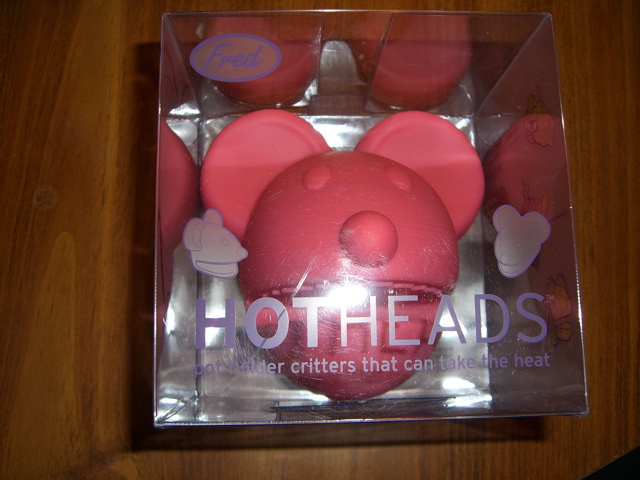 Fred
HOTHEADS
pot holder critters that can take the heat